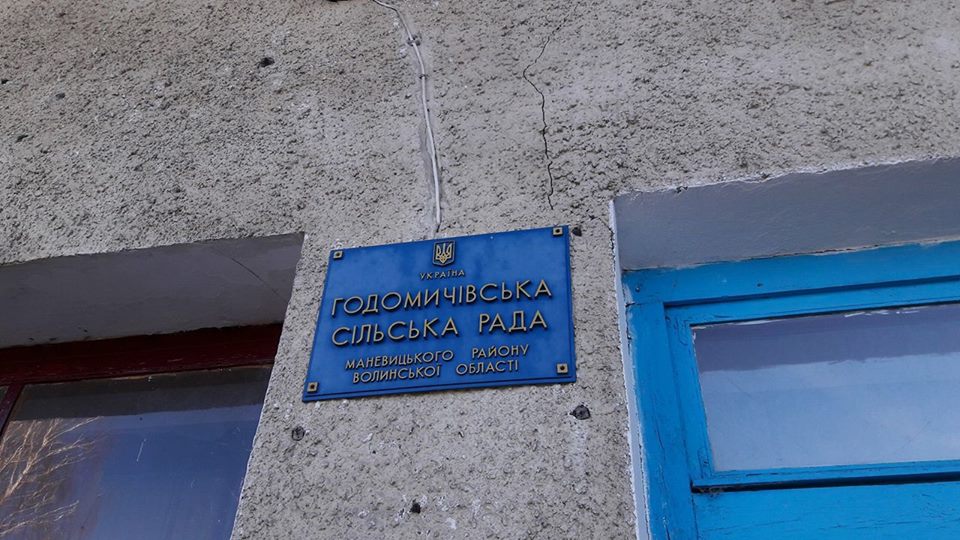 УКРАЇНА
ГОДОМИЧІВСЬКА
СІЛЬСЬКА РАДА
МАНЕВИЦЬКОГО РАЙОНУ
ВОЛИНСЬКОЇ ОБЛАСТІ